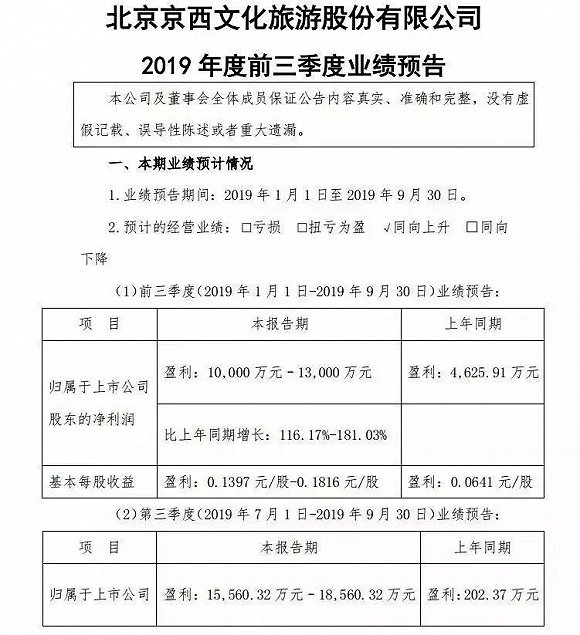 北京京西文化旅游股份有限公司
2019 年度前三季度业绩预告
本公司及董事会全体成员保证公告内容真实、准确和完整，没有虚
假记载、误导性陈述或者重大遗漏。
一、本期业绩预计情况
1.业绩预告期间：2019 年 1 月 1 日至 2019 年 9 月 30 日。
2.预计的经营业绩：□亏损 □扭亏为盈 √同向上升 □同向
下降
（1）前三季度（2019 年 1 月 1 日-2019 年 9 月 30 日）业绩预告：
项 目 本报告期 上年同期
盈利：10,000 万元－13,000 万元 盈利：4,625.91 万元
归属于上市公司
股东的净利润
比上年同期增长：116.17%-181.03%
基本每股收益 盈利：0.1397 元/股-0.1816 元/股 盈利：0.0641 元/股
（2）第三季度（2019 年 7 月 1 日-2019 年 9 月 30 日）业绩预告：
项 目 本报告期 上年同期
归属于上市公司 盈利：15,560.32 万元－18,560.32 万元 盈利：202.37 万元